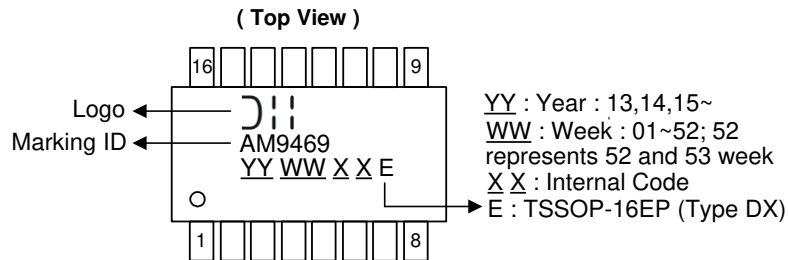 ( Top View )
16 9
Logo
Marking ID
AM9469
YY WW X X E
1 8
YY : Year : 13,14,15~
WW : Week : 01~52; 52
represents 52 and 53 week
X X : Internal Code
E : TSSOP-16EP (Type DX)